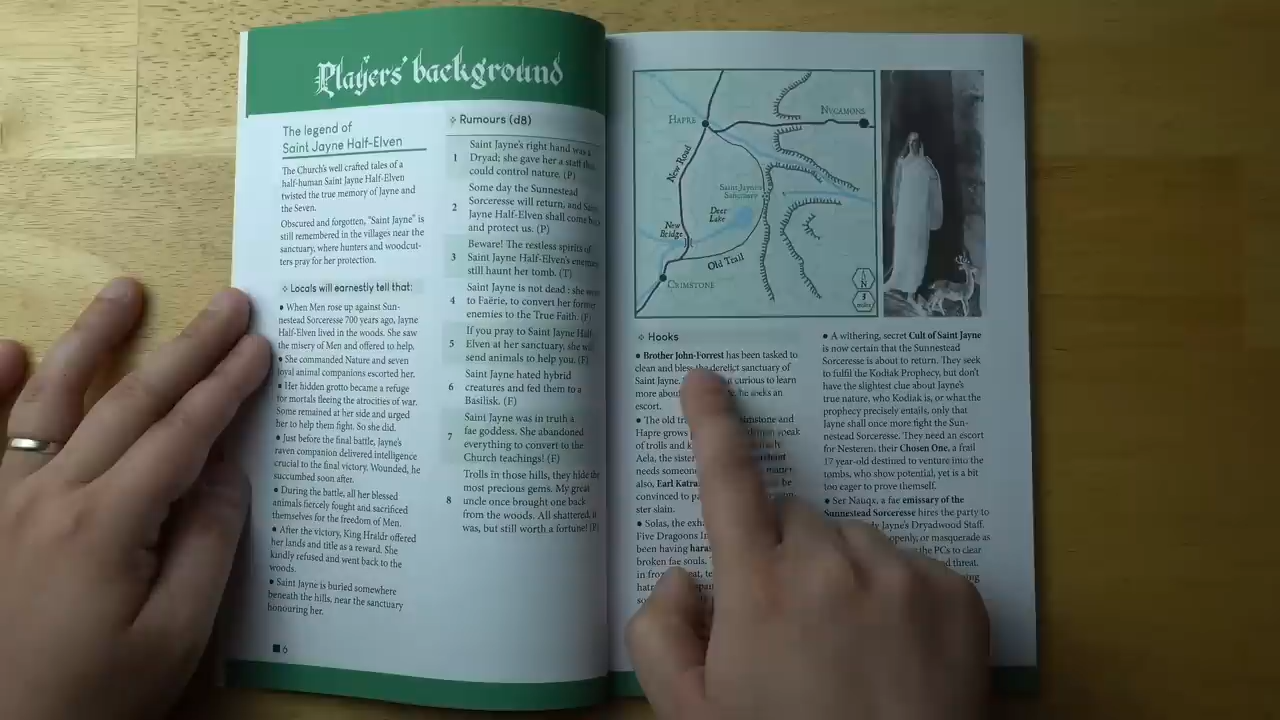 Players' background
The legend of
Saint Jayne Half-Elven
The Church's well crafted tales of a
half-human Saint Jayne Half-Elven
twisted the true memory of Jayne and
the Seven.
Obscured and forgotten, "Saint Jayne" is
still remembered in the villages near the
sanctuary, where hunters and woodcut-
ters pray for her protection.
Locals will earnestly tell that:
• When Men rose up against Sun-
nestead Sorceresse 700 years ago, Jayne
Half-Elven lived in the woods. She saw
the misery of Men and offered to help.
• She commanded Nature and seven
loyal animal companions escorted her.
• Her hidden grotto became a refuge
for mortals fleeing the atrocities of war.
Some remained at her side and urged
her to help them fight. So she did.
• Just before the final battle, Jayne's
raven companion delivered intelligence
crucial to the final victory. Wounded, he
succumbed soon after.
• During the battle, all her blessed
animals fiercely fought and sacrificed
themselves for the freedom of Men.
• After the victory, King Hraldr offered
her lands and title as a reward. She
kindly refused and went back to the
woods.
• Saint Jayne is buried somewhere
beneath the hills, near the sanctuary
honouring her.
6
Rumours (d8)
1 Saint Jayne's right hand was a
Dryad; she gave her a staff that
could control nature. (P)
2 Some day the Sunnestead
Sorceresse will return, and Saint
Jayne Half-Elven shall come back
and protect us. (P)
3 Beware! The restless spirits of
Saint Jayne Half-Elven's enemies
still haunt her tomb. (T)
4 Saint Jayne is not dead : she
to Faërie, to convert her former
enemies to the True Faith. (F)
5 If you pray to Saint Jayne Half-
Elven at her sanctuary, she will
send animals to help you. (F)
6 Saint Jayne hated hybrid
creatures and fed them to a
Basilisk. (F)
7 Saint Jayne was in truth a
fae goddess. She abandoned
everything to convert to the
Church teachings! (F)
8 Trolls in those hills, they hide the
most precious gems. My great
uncle once brought one back
from the woods. All shattered, it
was, but still worth a fortune! (P)
Hapre
Nycamons
New Road
Saint Jayne's
Sanctuary
Deer
Lake
New
Bridge
Old Trail
Crimstone
N
3
miles
Hooks
• Brother John-Forrest has been tasked to
clean and bless the derelict sanctuary of
Saint Jayne. curious to learn
more about he seeks an
escort.
• The old and
Hapre grows speak
of trolls and
Aela, the sister
needs someone
also, Earl be
convinced to
ster slain.
• Solas, the
Five Dragoons
been having
broken fae souls.
in
• A withering, secret Cult of Saint Jayne
is now certain that the Sunnestead
Sorceresse is about to return. They seek
to fulfil the Kodiak Prophecy, but don't
have the slightest clue about Jayne's
true nature, who Kodiak is, or what the
prophecy precisely entails, only that
Jayne shall once more fight the Sun-
nestead Sorceresse. They need an escort
for Nesteren, their Chosen One, a frail
17 year-old destined to venture into the
tombs, who show potential, yet is a bit
too eager to prove themself.
• Ser Nauqx, a fae emissary of the
Sunnestead Sorceresse hires the party to
Jayne's Dryadwood Staff.
openly, or masquerade as
the PCs to clear
threat.